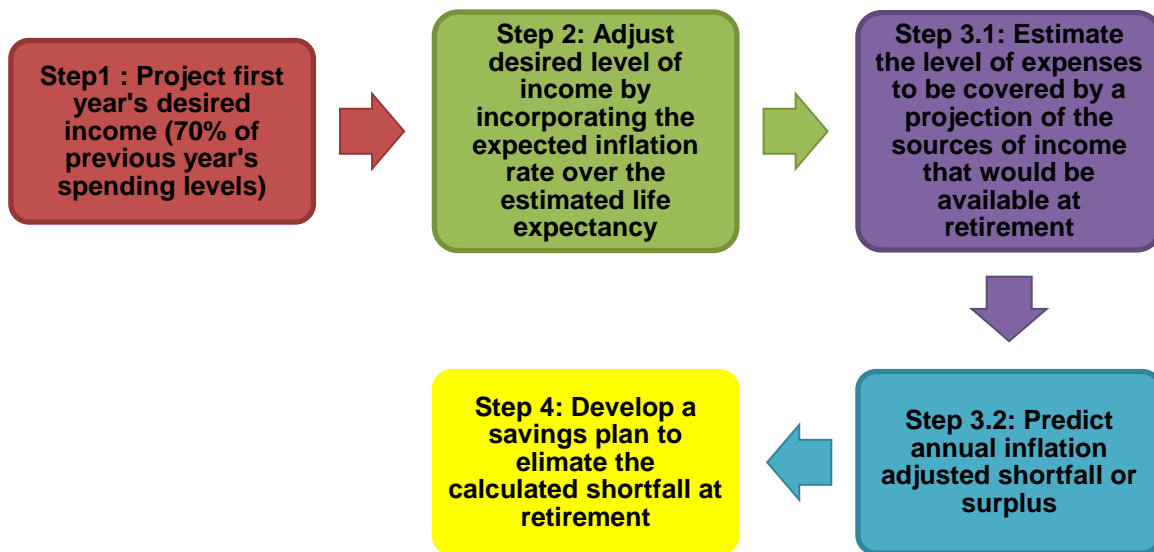 Step1 : Project first
year's desired
income (70% of
previous year's
spending levels)
Step 2: Adjust
desired level of
income by
incorporating the
expected inflation
rate over the
estimated life
expectancy
Step 3.1: Estimate
the level of expenses
to be covered by a
projection of the
sources of income
that would be
available at
retirement
Step 3.2: Predict
annual inflation
adjusted shortfall or
surplus
Step 4: Develop a
savings plan to
elimate the
calculated shortfall at
retirement